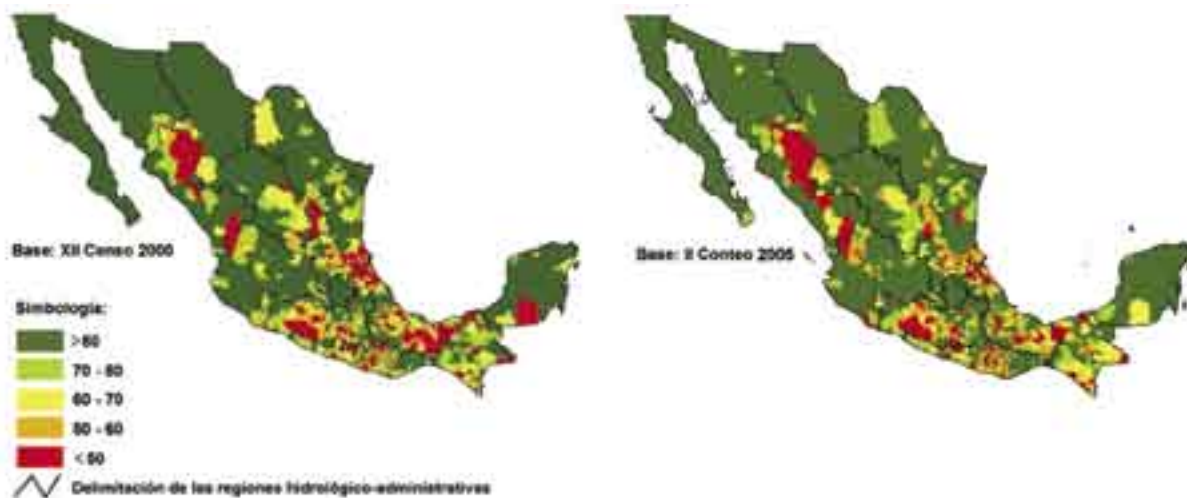 Base: XII Censo 2000
Base: II Conteo 2005
Simbología:
>80
70 - 80
60 - 70
50 - 60
< 50
Delimitación de las regiones hidrológico-administrativas